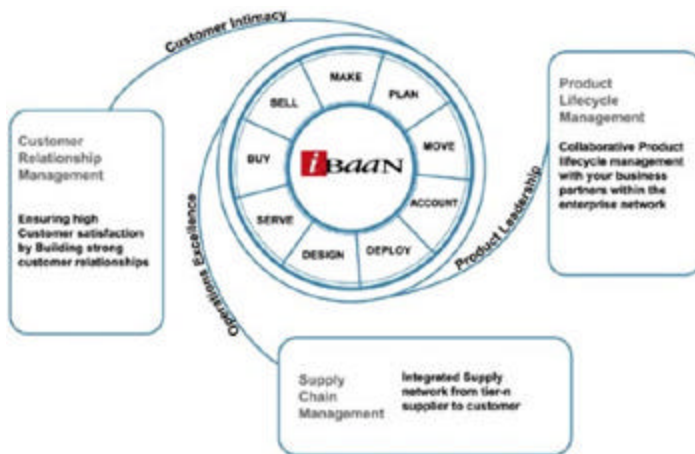 Customer Intimacy
MAKE
PLAN
SELL
MOVE
BUY
iBaaN
ACCOUNT
SERVE
DEPLOY
DESIGN
Operations Excellence
Product Leadership
Customer
Relationship
Management
Ensuring high
Customer satisfaction
by Building strong
customer relationships
Product
Lifecycle
Management
Collaborative Product
lifecycle management
with your business
partners within the
enterprise network
Supply
Chain
Management
Integrated Supply
network from tier-n
supplier to customer